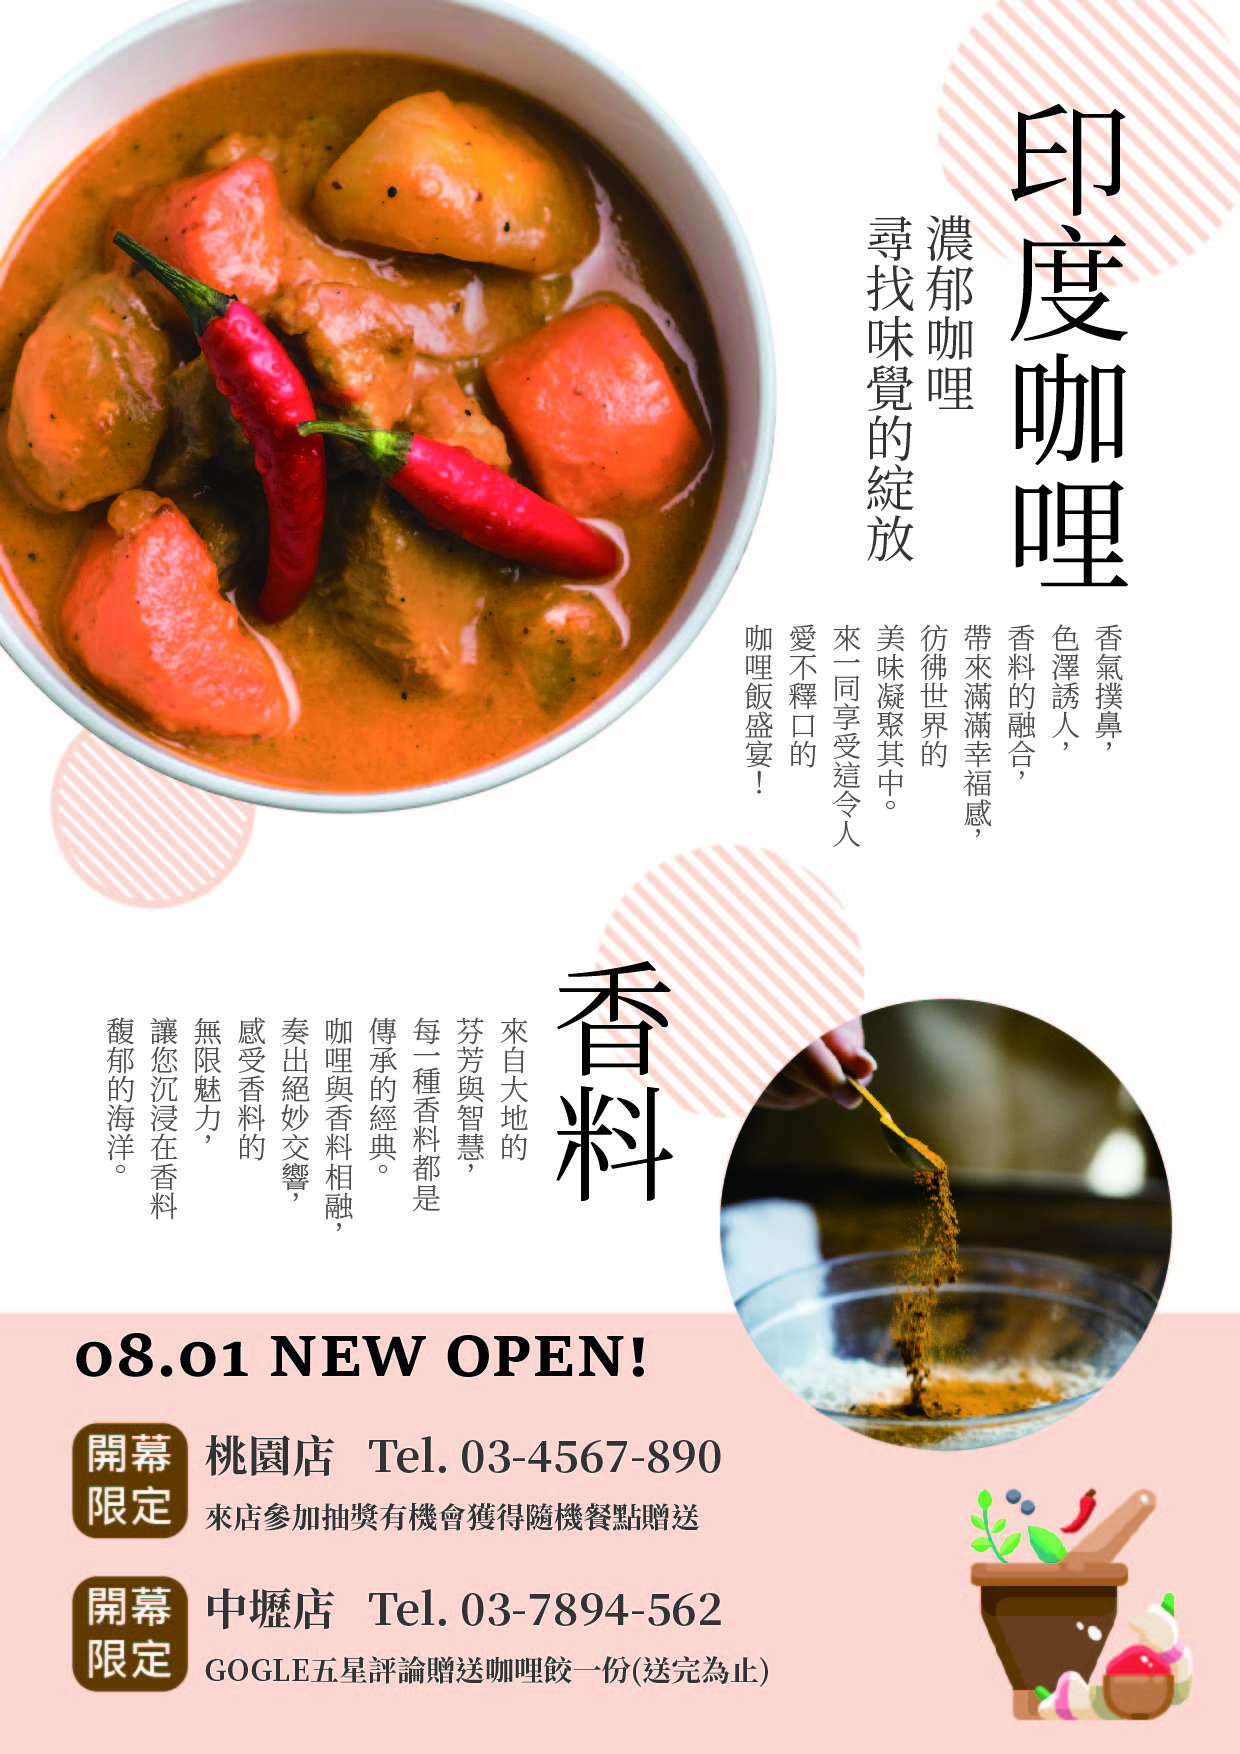 印度咖哩
濃郁咖哩
尋找味覺的綻放
香氣撲鼻，
色澤誘人，
香料的融合，
帶來滿滿幸福感，
彷彿世界的
美味凝聚其中。
來一同享受這令人
愛不釋口的
咖哩飯盛宴！
香料
來自大地的
芬芳與智慧，
每一種香料都是
傳承的經典。
咖哩與香料相融，
奏出絕妙交響，
感受香料的
無限魅力，
讓您沉浸在香料
馥郁的海洋。
08.01 NEW OPEN!
開幕
限定
桃園店 Tel. 03-4567-890
來店參加抽獎有機會獲得隨機餐點贈送
開幕
限定
中壢店 Tel. 03-7894-562
GOGLE五星評論贈送咖哩餃一份(送完為止)